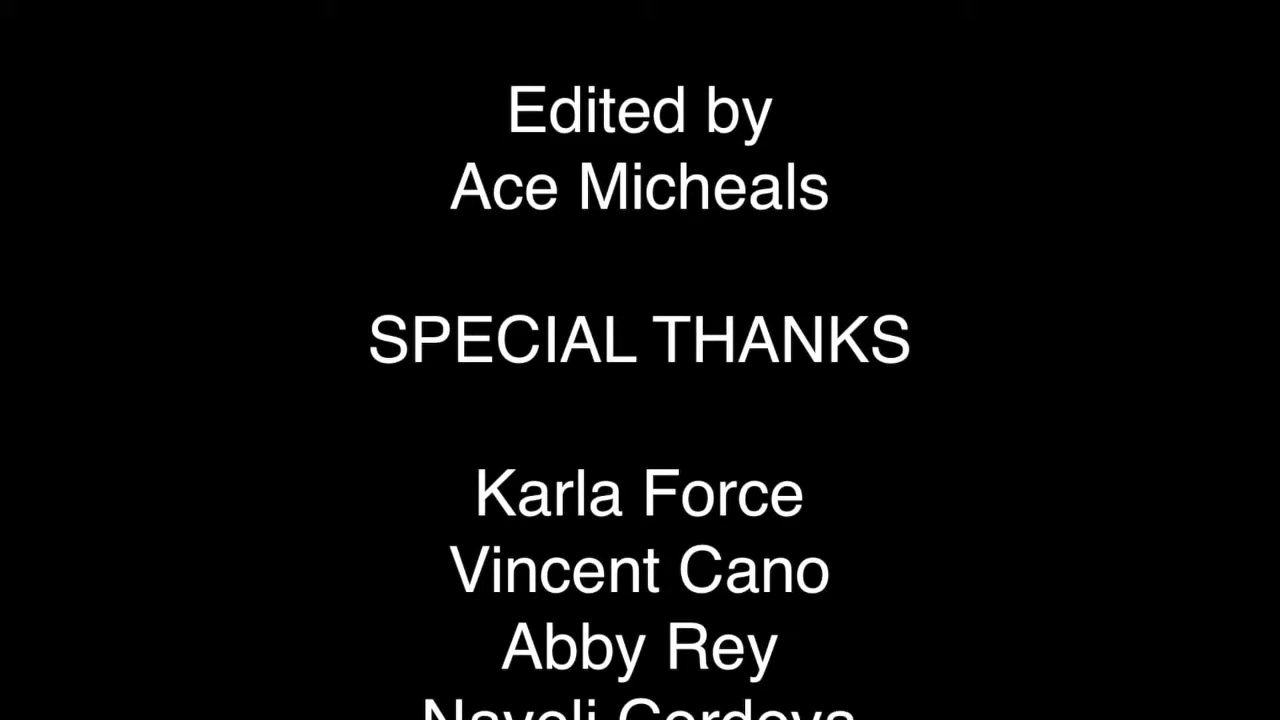 Edited by
Ace Micheals
SPECIAL THANKS
Karla Force
Vincent Cano
Abby Rey